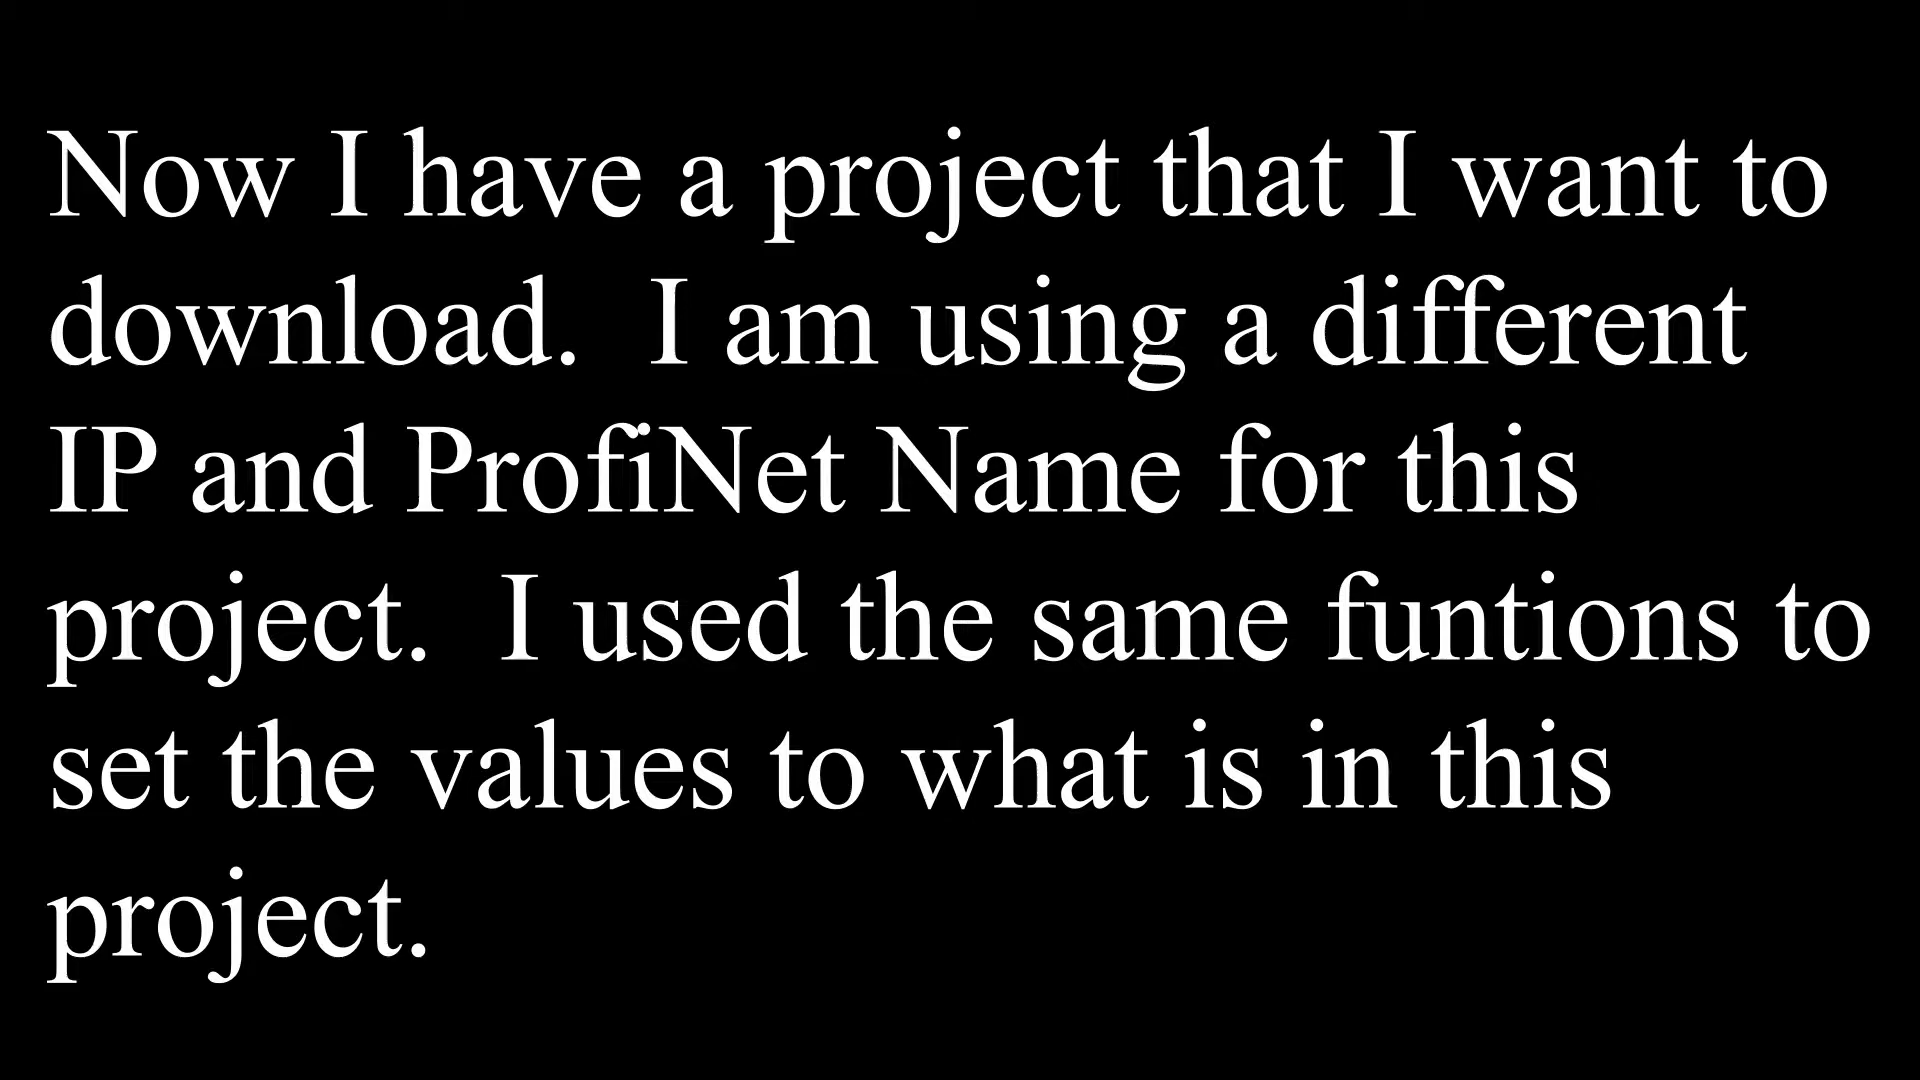 Now I have a project that I want to
download.  I am using a different
IP and ProfiNet Name for this
project.  I used the same funtions to
set the values to what is in this
project.